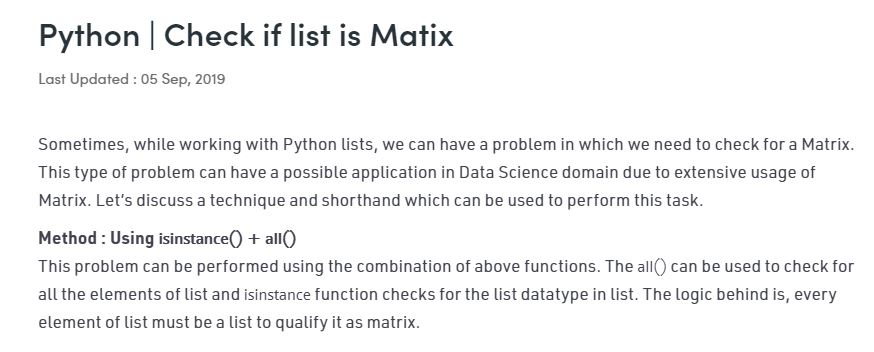 Python | Check if list is Matix
Last Updated : 05 Sep, 2019
Sometimes, while working with Python lists, we can have a problem in which we need to check for a Matrix.
This type of problem can have a possible application in Data Science domain due to extensive usage of
Matrix. Let's discuss a technique and shorthand which can be used to perform this task.
Method : Using isinstance() + all()
This problem can be performed using the combination of above functions. The all() can be used to check for
all the elements of list and isinstance function checks for the list datatype in list. The logic behind is, every
element of list must be a list to qualify it as matrix.